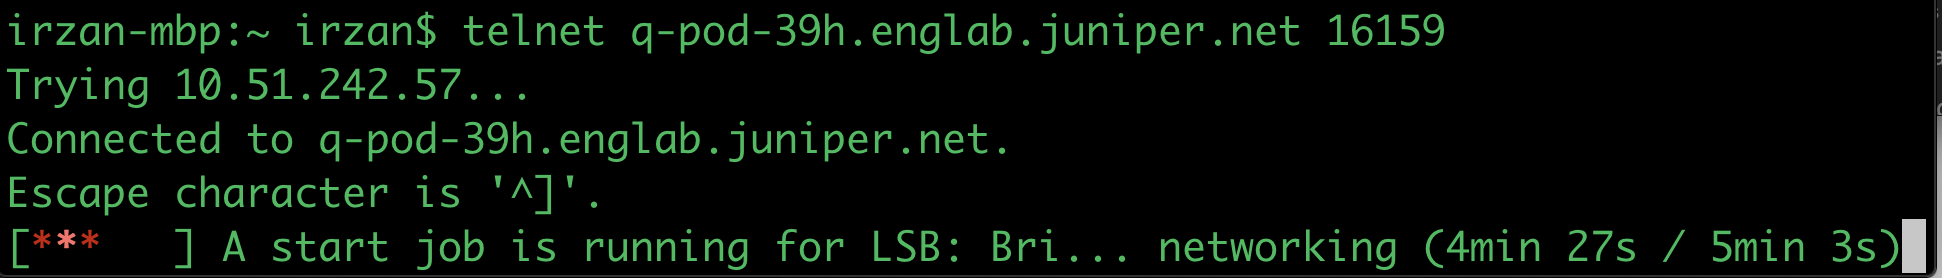 irzan-mbp:~ irzan$ telnet q-pod-39h.englab.juniper.net 16159
Trying 10.51.242.57...
Connected to q-pod-39h.englab.juniper.net.
Escape character is '^]'.
[***   ] A start job is running for LSB: Bri... networking (4min 27s / 5min 3s)